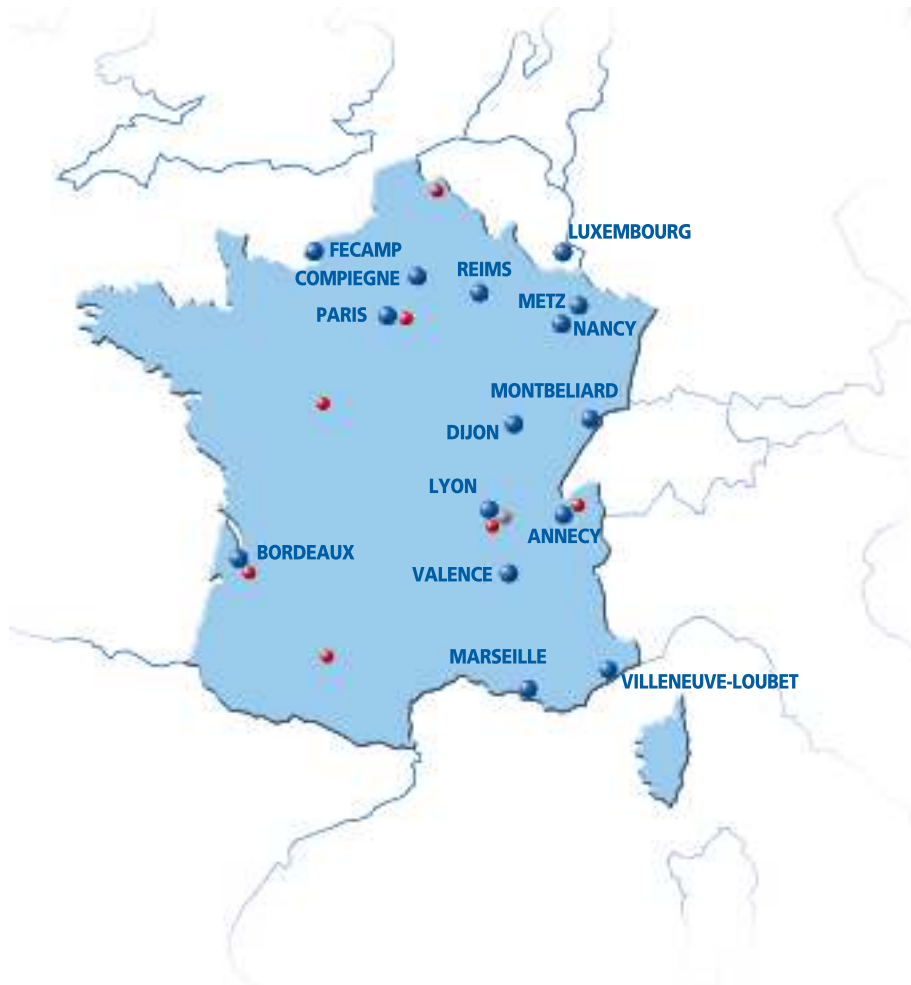 LUXEMBOURG
FECAMP
COMPIEGNE
REIMS
METZ
PARIS
NANCY
MONTBELIARD
DIJON
LYON
ANNECY
BORDEAUX
VALENCE
MARSEILLE
VILLENEUVE-LOUBET